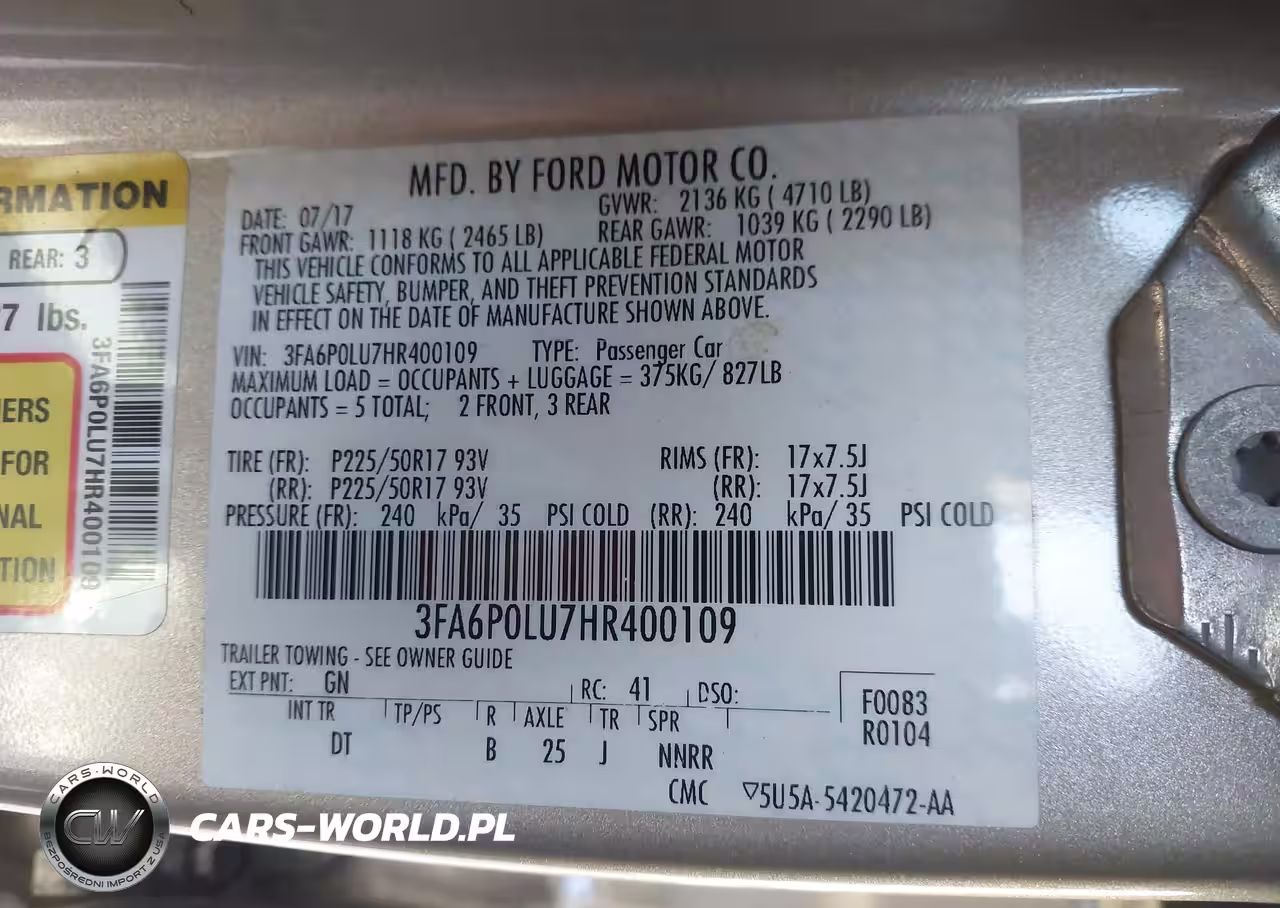 RMATION
REAR: 3
7 lbs.
3FA6P0LU7HR400109
ERS
FOR
NAL
TION
MFD. BY FORD MOTOR CO.
DATE: 07/17 GVWR: 2136 KG ( 4710 LB)
FRONT GAWR: 1118 KG ( 2465 LB) REAR GAWR: 1039 KG ( 2290 LB)
THIS VEHICLE CONFORMS TO ALL APPLICABLE FEDERAL MOTOR
VEHICLE SAFETY, BUMPER, AND THEFT PREVENTION STANDARDS
IN EFFECT ON THE DATE OF MANUFACTURE SHOWN ABOVE.
VIN: 3FA6P0LU7HR400109 TYPE: Passenger Car
MAXIMUM LOAD = OCCUPANTS + LUGGAGE = 375KG/ 827LB
OCCUPANTS = 5 TOTAL; 2 FRONT, 3 REAR
TIRE (FR): P225/50R17 93V RIMS (FR): 17x7.5J
(RR): P225/50R17 93V (RR): 17x7.5J
PRESSURE (FR): 240 kPa/ 35 PSI COLD (RR): 240 kPa/ 35 PSI COLD
3FA6P0LU7HR400109
TRAILER TOWING - SEE OWNER GUIDE
EXT PNT: GN RC: 41 DSO:
INT TR TP/PS R AXLE TR SPR
DT B 25 J NNRR
F0083
R0104
CMC ▽5U5A-5420472-AA
CARS-WORLD
CW
BEZPOŚREDNI IMPORT Z USA
CARS-WORLD.PL